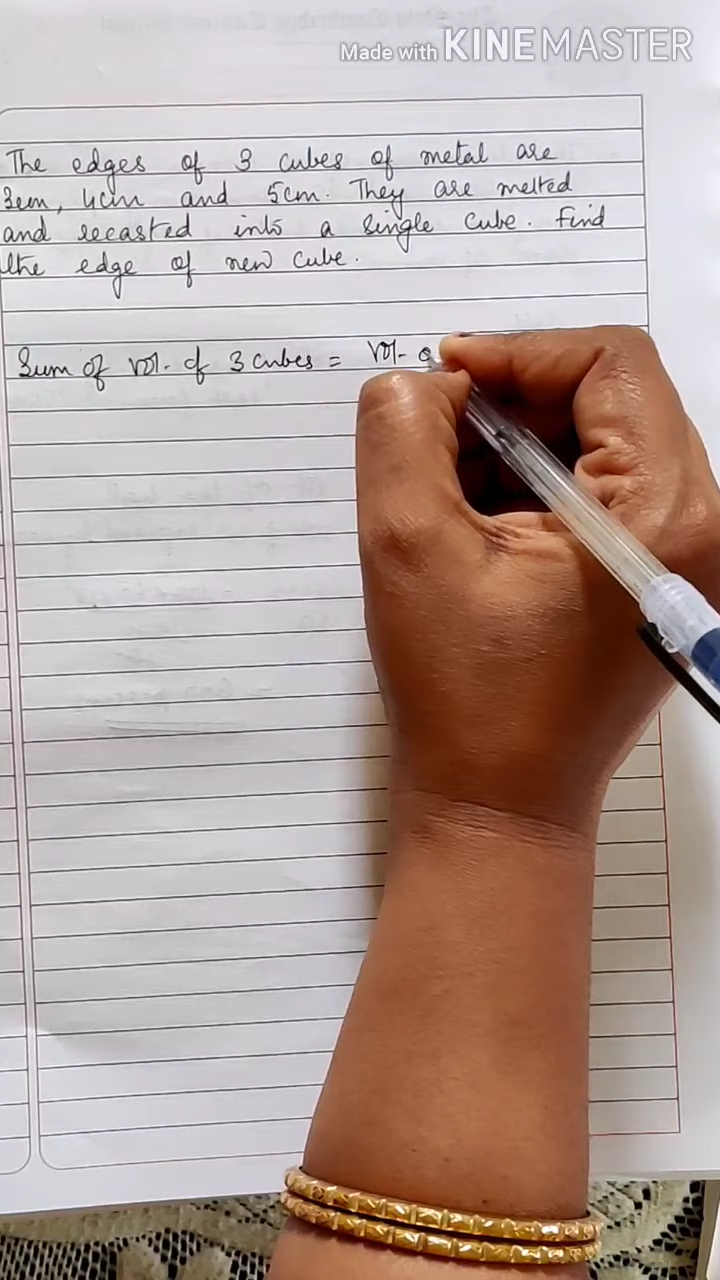 Made with KINEMASTER
The edges of 3 cubes of metal are
3cm, 4cm and 5cm. They are melted
and recasted into a single cube. Find
the edge of new cube.
Sum of vol. of 3 cubes = vol. o